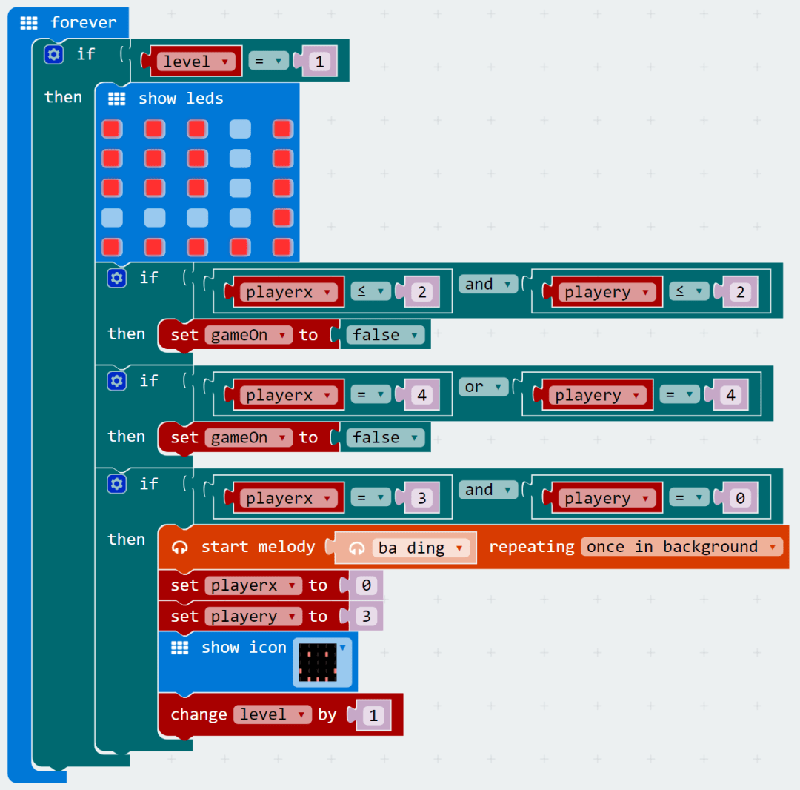 forever
if level = 1
then show leds
if playerx ≤ 2 and playery ≤ 2
then set gameOn to false
if playerx = 4 or playery = 4
then set gameOn to false
if playerx = 3 and playery = 0
then start melody ba ding repeating once in background
set playerx to 0
set playery to 3
show icon
change level by 1